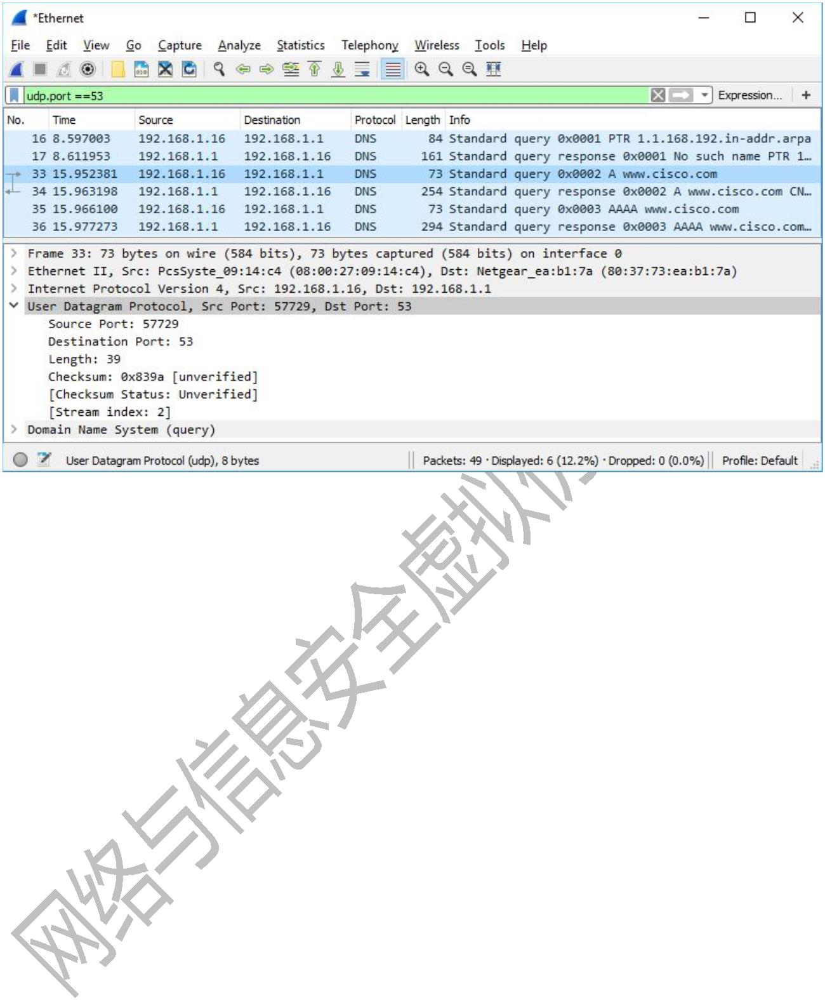 *Ethernet
File Edit View Go Capture Analyze Statistics Telephony Wireless Tools Help
udp.port ==53 Expression... +
No. Time Source Destination Protocol Length Info
16 8.597003 192.168.1.16 192.168.1.1 DNS 84 Standard query 0x0001 PTR 1.1.168.192.in-addr.arpa
17 8.611953 192.168.1.1 192.168.1.16 DNS 161 Standard query response 0x0001 No such name PTR 1…
33 15.952381 192.168.1.16 192.168.1.1 DNS 73 Standard query 0x0002 A www.cisco.com
34 15.963198 192.168.1.1 192.168.1.16 DNS 254 Standard query response 0x0002 A www.cisco.com CN…
35 15.966100 192.168.1.16 192.168.1.1 DNS 73 Standard query 0x0003 AAAA www.cisco.com
36 15.977273 192.168.1.1 192.168.1.16 DNS 294 Standard query response 0x0003 AAAA www.cisco.com…
Frame 33: 73 bytes on wire (584 bits), 73 bytes captured (584 bits) on interface 0
Ethernet II, Src: PcsSyste_09:14:c4 (08:00:27:09:14:c4), Dst: Netgear_ea:b1:7a (80:37:73:ea:b1:7a)
Internet Protocol Version 4, Src: 192.168.1.16, Dst: 192.168.1.1
User Datagram Protocol, Src Port: 57729, Dst Port: 53
Source Port: 57729
Destination Port: 53
Length: 39
Checksum: 0x839a [unverified]
[Checksum Status: Unverified]
[Stream index: 2]
Domain Name System (query)
User Datagram Protocol (udp), 8 bytes Packets: 49 · Displayed: 6 (12.2%) · Dropped: 0 (0.0%) Profile: Default
网络与信息安全虚拟